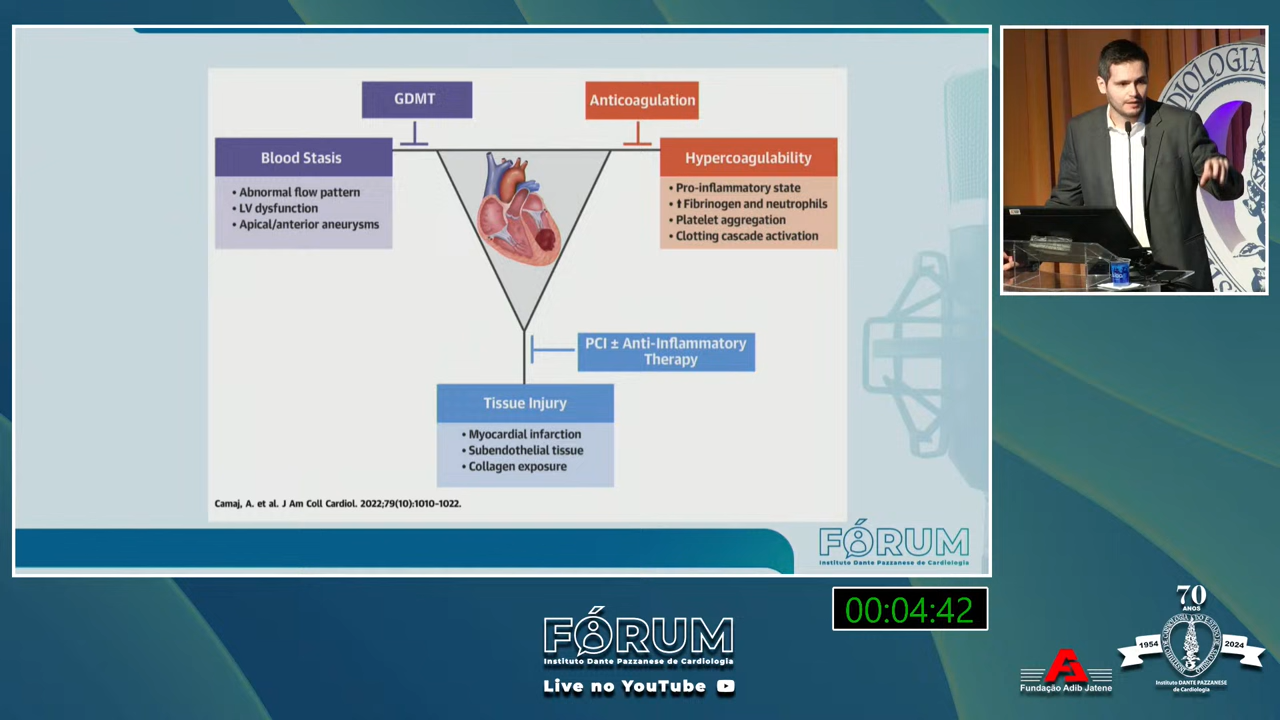 GDMT
Anticoagulation
Blood Stasis
• Abnormal flow pattern
• LV dysfunction
• Apical/anterior aneurysms
Hypercoagulability
• Pro-inflammatory state
• ⬆Fibrinogen and neutrophils
• Platelet aggregation
• Clotting cascade activation
PCI ± Anti-Inflammatory
Therapy
Tissue Injury
• Myocardial infarction
• Subendothelial tissue
• Collagen exposure
Camaj, A. et al. J Am Coll Cardiol. 2022;79(10):1010-1022.
FÓRUM
Instituto Dante Pazzanese de Cardiologia
00:04:42
FÓRUM
Instituto Dante Pazzanese de Cardiologia
Live no YouTube
Fundação Adib Jatene
70
ANOS
1954
2024
Instituto DANTE PAZZANESE
de Cardiologia